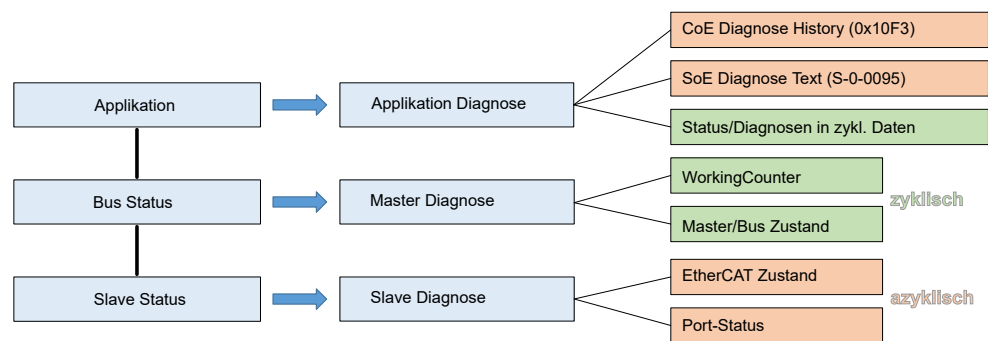 CoE Diagnose History (0x10F3)
SoE Diagnose Text (S-0-0095)
Applikation
Applikation Diagnose
Status/Diagnosen in zykl. Daten
WorkingCounter
Bus Status
Master Diagnose
zyklisch
Master/Bus Zustand
EtherCAT Zustand
Slave Status
Slave Diagnose
azyklisch
Port-Status